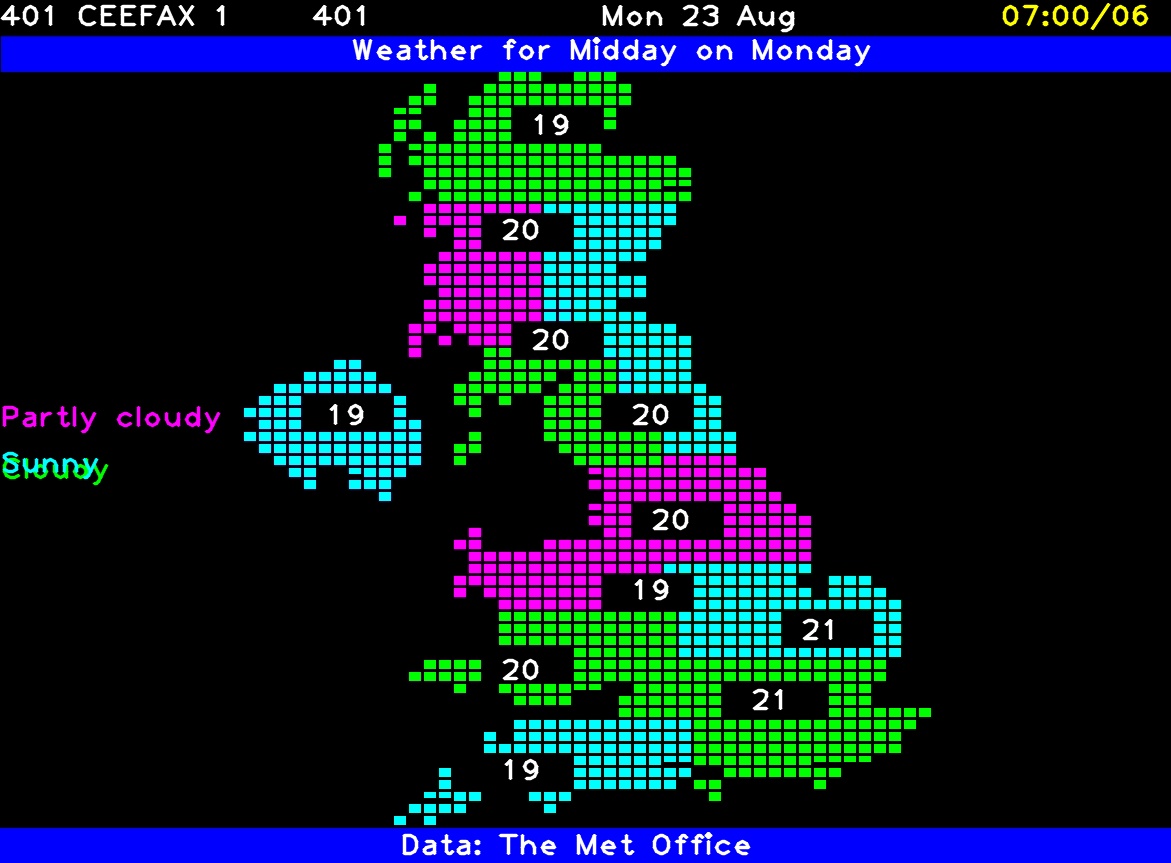 401 CEEFAX 1 401 Mon 23 Aug 07:00/06
Weather for Midday on Monday
19
20
20
Partly cloudy 19 20
Sunny
Cloudy
20
19
21
20
21
19
Data: The Met Office